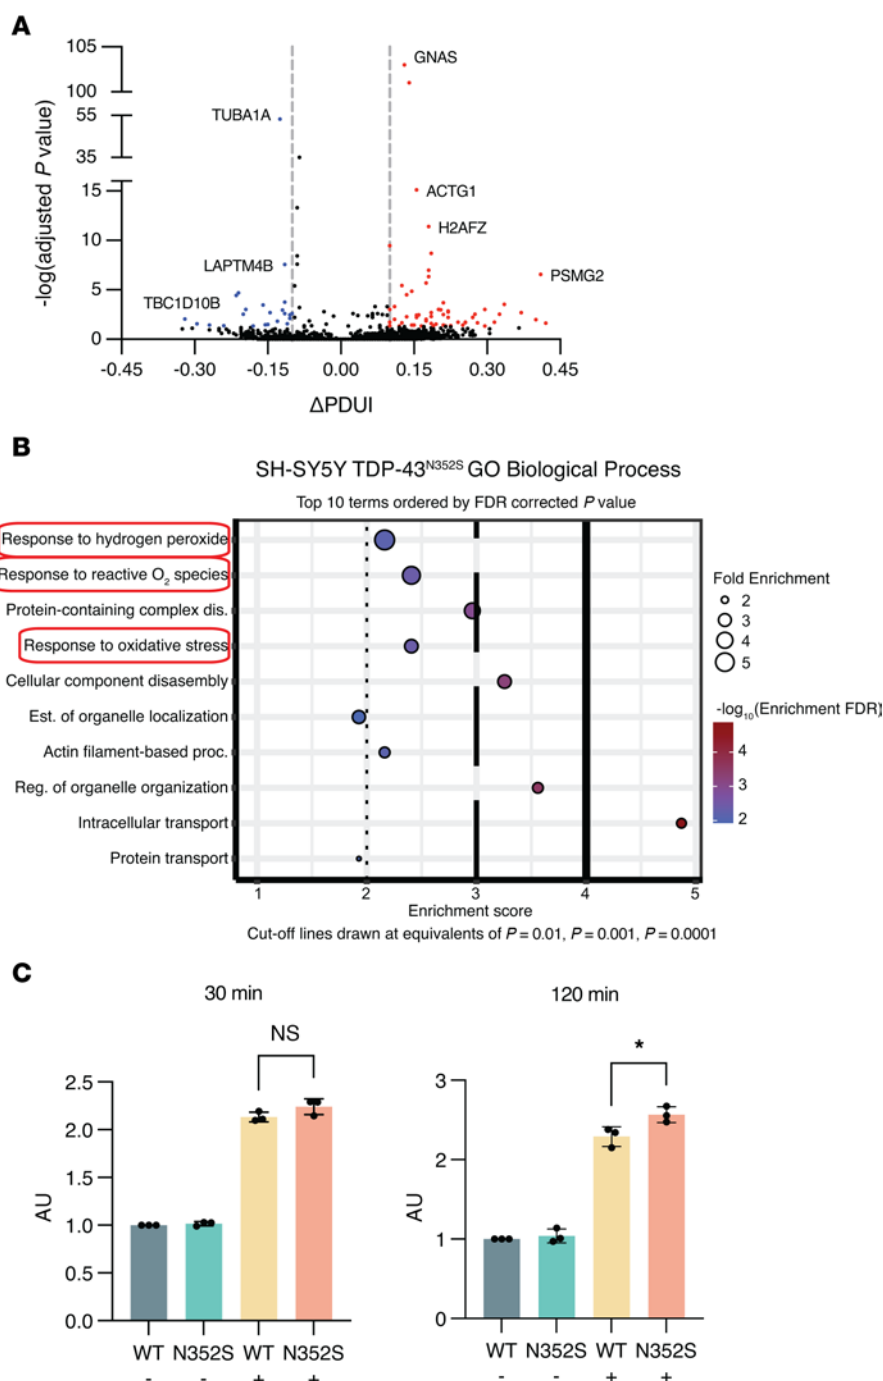 A
105
100
55
35
15
10
5
0
-log(adjusted P value)
GNAS
TUBA1A
ACTG1
H2AFZ
LAPTM4B
PSMG2
TBC1D10B
-0.45 -0.30 -0.15 0.00 0.15 0.30 0.45
ΔPDUI
B
SH-SY5Y TDP-43N352S GO Biological Process
Top 10 terms ordered by FDR corrected P value
Response to hydrogen peroxide
Response to reactive O2 species
Protein-containing complex dis.
Response to oxidative stress
Cellular component disassembly
Est. of organelle localization
Actin filament-based proc.
Reg. of organelle organization
Intracellular transport
Protein transport
1 2 3 4 5
Enrichment score
Cut-off lines drawn at equivalents of P = 0.01, P = 0.001, P = 0.0001
Fold Enrichment
2
3
4
5
-log10(Enrichment FDR)
4
3
2
C
30 min
NS
2.5
2.0
1.5
1.0
0.5
0.0
AU
WT N352S WT N352S
- - + +
120 min
*
3
2
1
0
AU
WT N352S WT N352S
- - + +